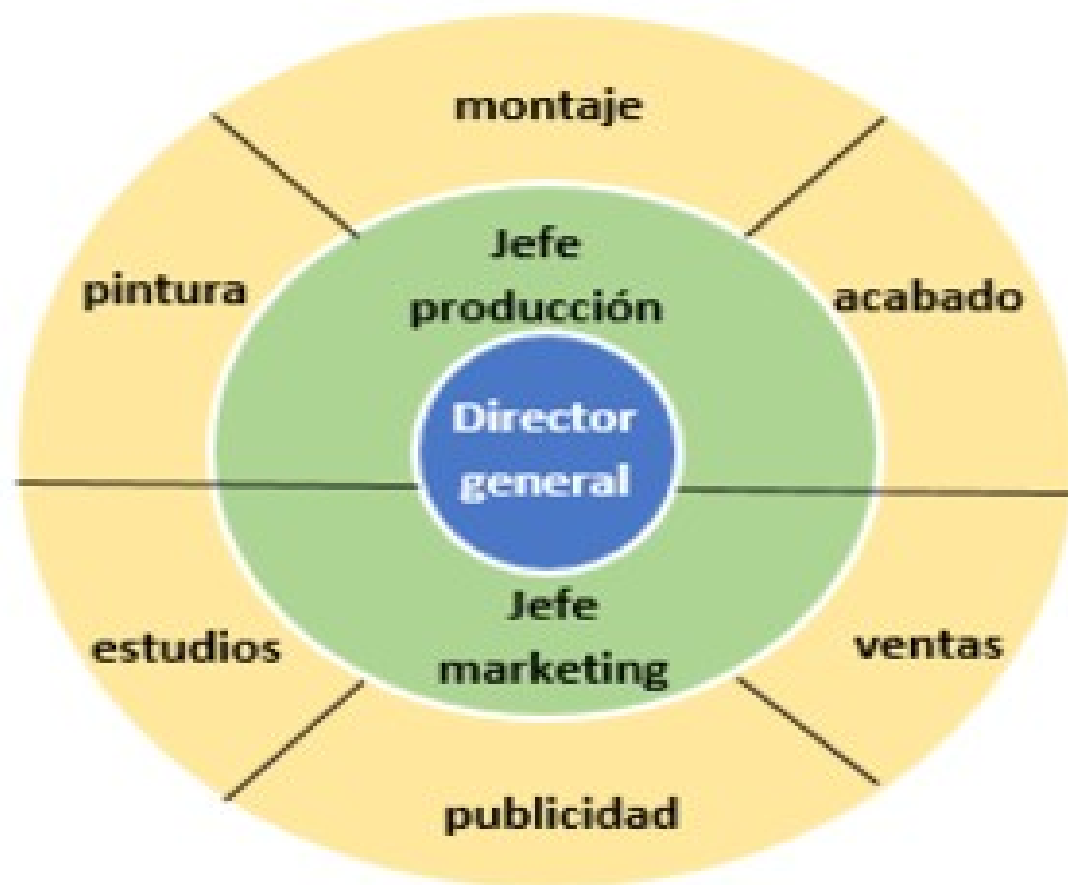 montaje
Jefe
producción
pintura
acabado
Director
general
Jefe
marketing
estudios
ventas
publicidad